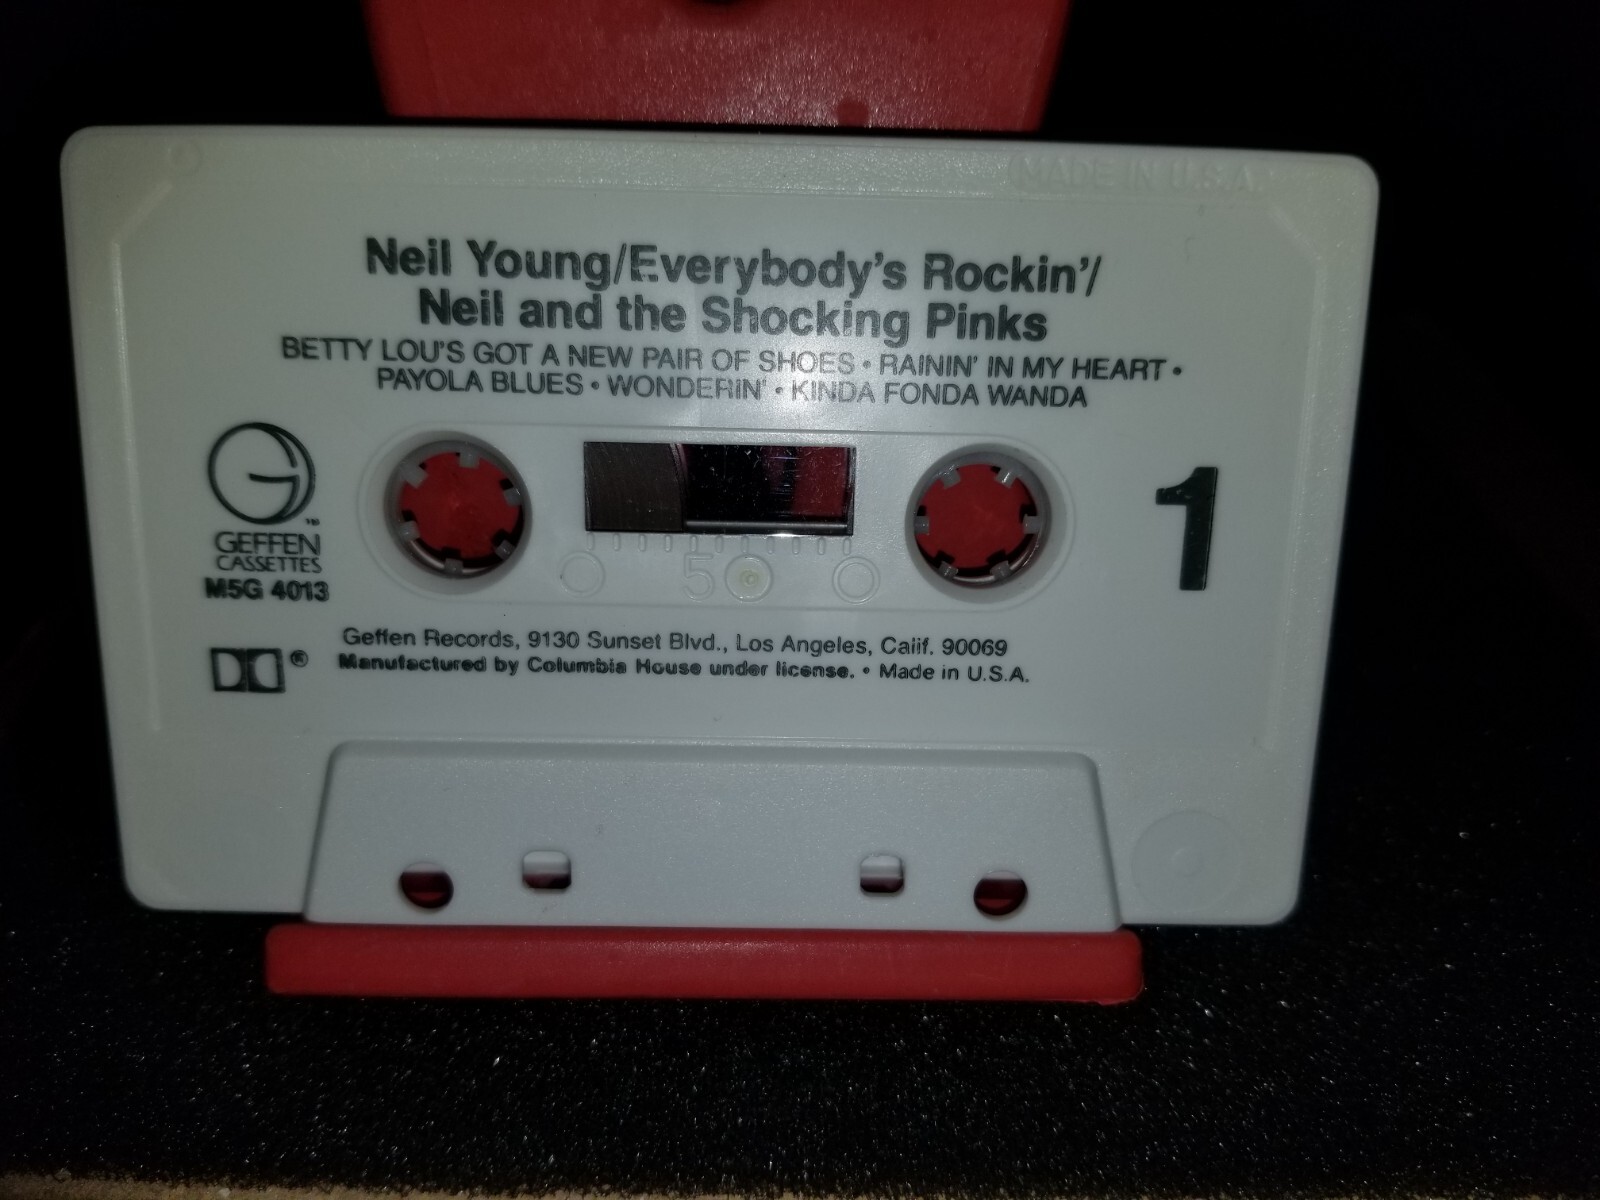 MADE IN U.S.A.
Neil Young/Everybody's Rockin'/
Neil and the Shocking Pinks
BETTY LOU'S GOT A NEW PAIR OF SHOES • RAININ' IN MY HEART •
PAYOLA BLUES • WONDERIN' • KINDA FONDA WANDA
G
TM
GEFFEN
CASSETTES
M5G 4013
5
1
Geffen Records, 9130 Sunset Blvd., Los Angeles, Calif. 90069
Manufactured by Columbia House under license. • Made in U.S.A.
®